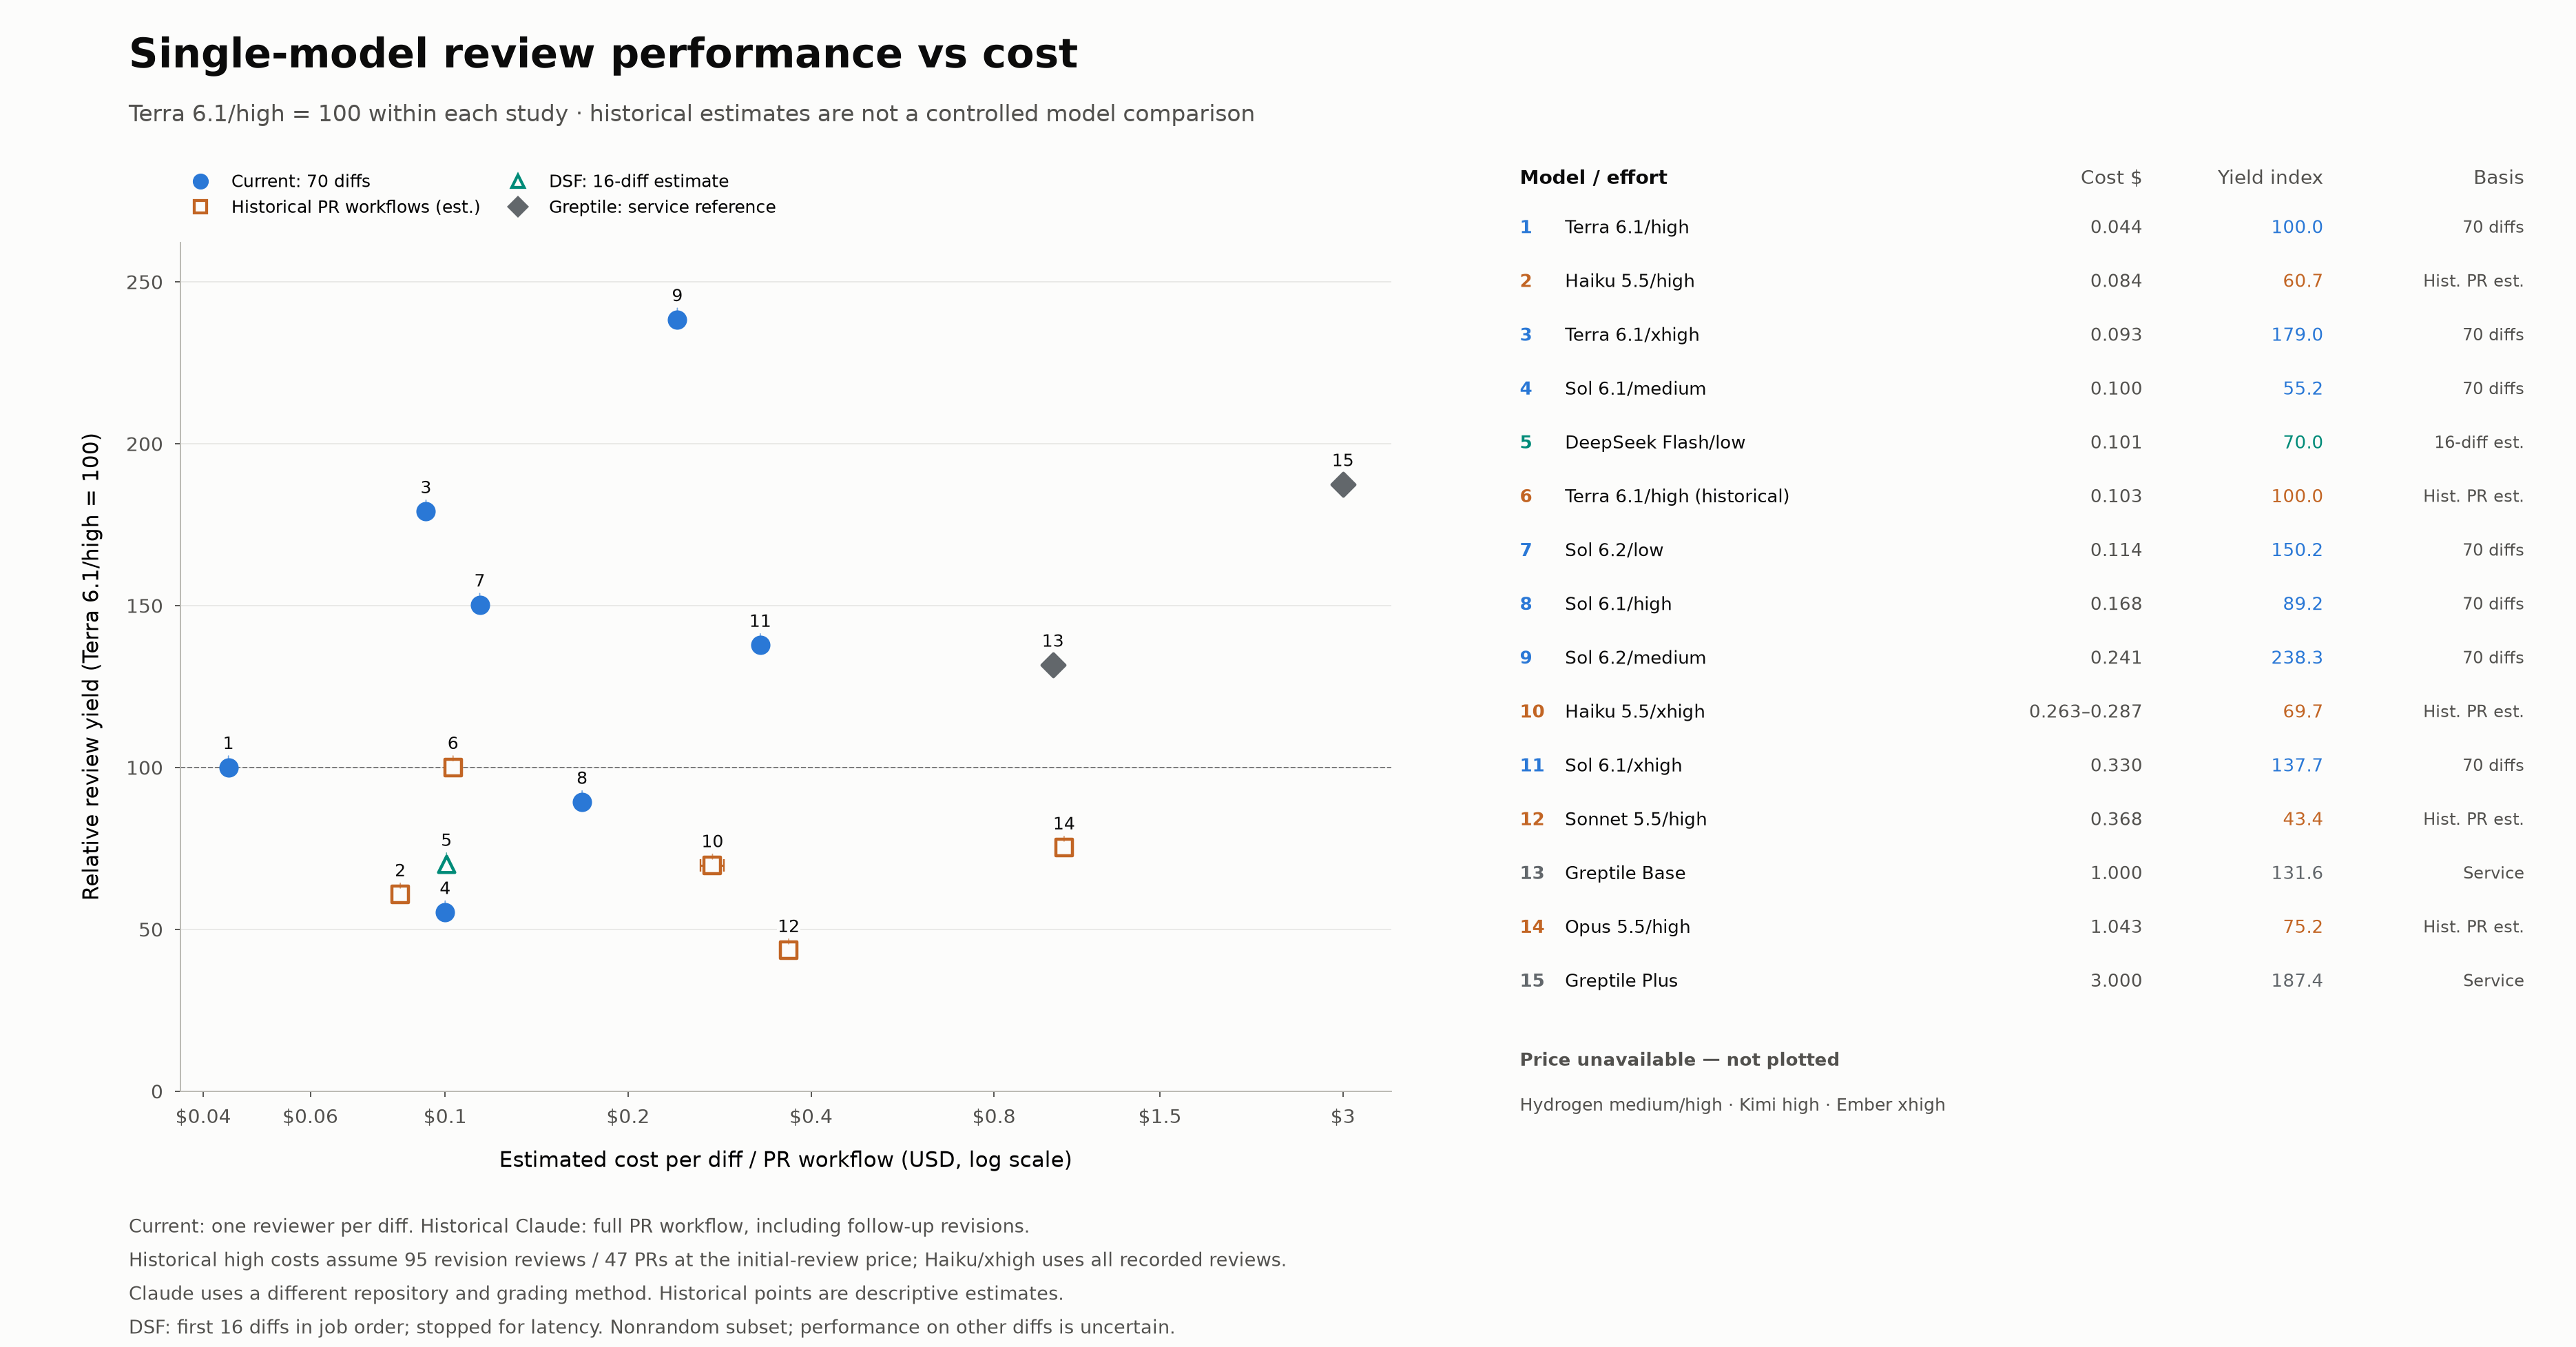 Single-model review performance vs cost
Terra 6.1/high = 100 within each study · historical estimates are not a controlled model comparison
Current: 70 diffs
Historical PR workflows (est.)
DSF: 16-diff estimate
Greptile: service reference
Relative review yield (Terra 6.1/high = 100)
250
200
150
100
50
0
9
15
3
7
11
13
1
6
8
14
5
10
2
4
12
$0.04 $0.06 $0.1 $0.2 $0.4 $0.8 $1.5 $3
Estimated cost per diff / PR workflow (USD, log scale)
Model / effort Cost $ Yield index Basis
1 Terra 6.1/high 0.044 100.0 70 diffs
2 Haiku 5.5/high 0.084 60.7 Hist. PR est.
3 Terra 6.1/xhigh 0.093 179.0 70 diffs
4 Sol 6.1/medium 0.100 55.2 70 diffs
5 DeepSeek Flash/low 0.101 70.0 16-diff est.
6 Terra 6.1/high (historical) 0.103 100.0 Hist. PR est.
7 Sol 6.2/low 0.114 150.2 70 diffs
8 Sol 6.1/high 0.168 89.2 70 diffs
9 Sol 6.2/medium 0.241 238.3 70 diffs
10 Haiku 5.5/xhigh 0.263–0.287 69.7 Hist. PR est.
11 Sol 6.1/xhigh 0.330 137.7 70 diffs
12 Sonnet 5.5/high 0.368 43.4 Hist. PR est.
13 Greptile Base 1.000 131.6 Service
14 Opus 5.5/high 1.043 75.2 Hist. PR est.
15 Greptile Plus 3.000 187.4 Service
Price unavailable — not plotted
Hydrogen medium/high · Kimi high · Ember xhigh
Current: one reviewer per diff. Historical Claude: full PR workflow, including follow-up revisions.
Historical high costs assume 95 revision reviews / 47 PRs at the initial-review price; Haiku/xhigh uses all recorded reviews.
Claude uses a different repository and grading method. Historical points are descriptive estimates.
DSF: first 16 diffs in job order; stopped for latency. Nonrandom subset; performance on other diffs is uncertain.